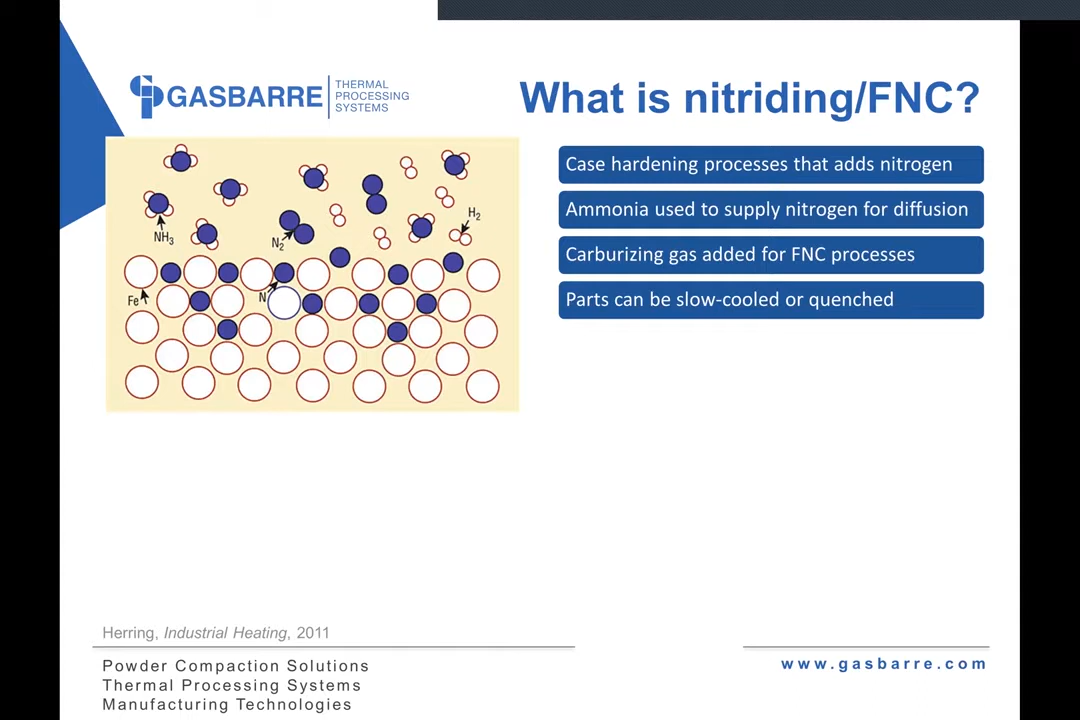 GASBARRE
THERMAL
PROCESSING
SYSTEMS
What is nitriding/FNC?
NH3
N2
H2
Fe
N
Case hardening processes that adds nitrogen
Ammonia used to supply nitrogen for diffusion
Carburizing gas added for FNC processes
Parts can be slow-cooled or quenched
Herring, Industrial Heating, 2011
Powder Compaction Solutions
Thermal Processing Systems
Manufacturing Technologies
www.gasbarre.com